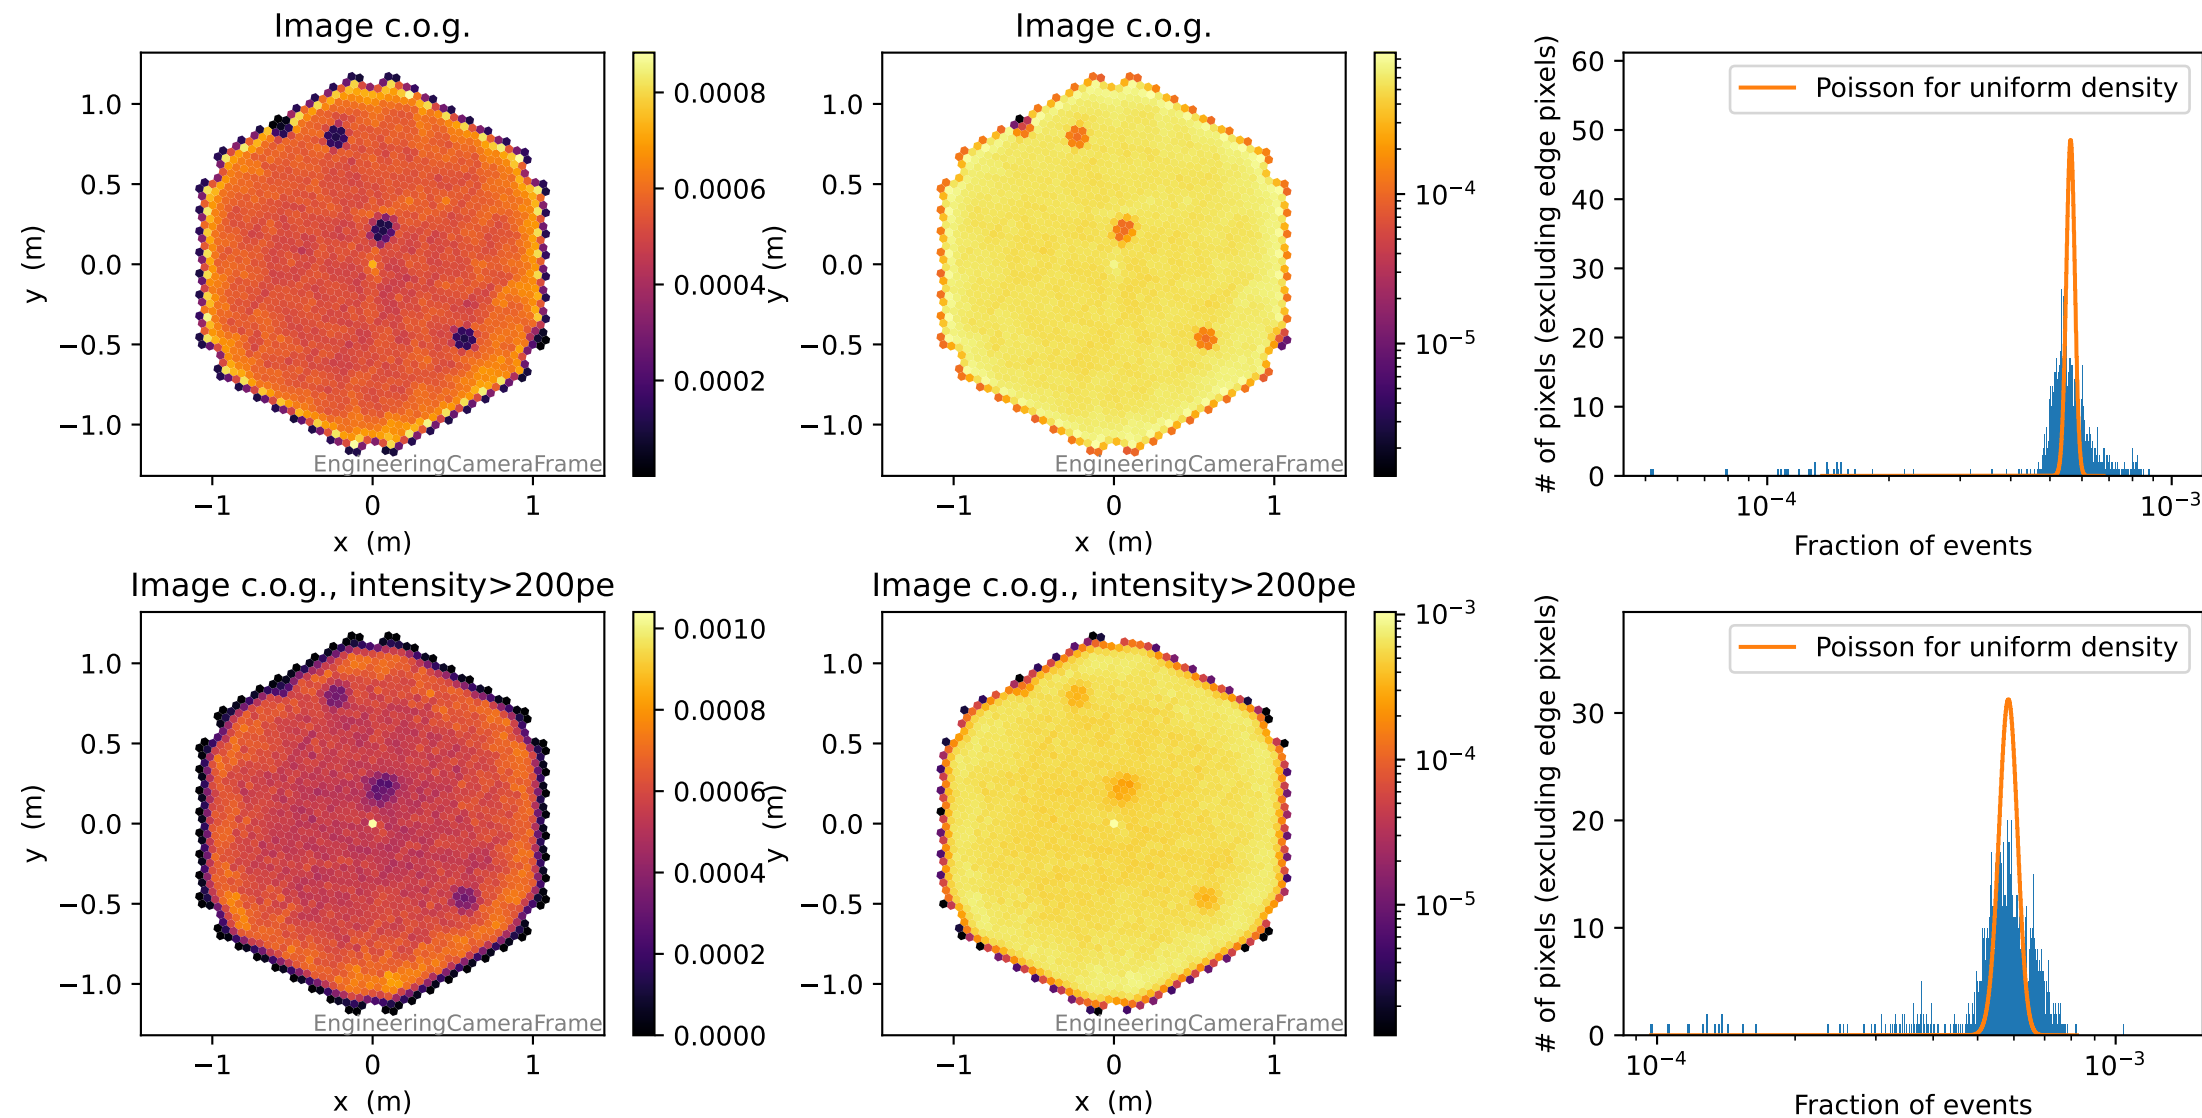 Image c.o.g.
1.0
0.5
0.0
−0.5
−1.0
y (m)
−1
0
1
x (m)
EngineeringCameraFrame
0.0008
0.0006
0.0004
0.0002
Image c.o.g.
1.0
0.5
0.0
−0.5
−1.0
y (m)
−1
0
1
x (m)
EngineeringCameraFrame
10−4
10−5
# of pixels (excluding edge pixels)
60
50
40
30
20
10
0
Poisson for uniform density
10−4
10−3
Fraction of events
Image c.o.g., intensity>200pe
1.0
0.5
0.0
−0.5
−1.0
y (m)
−1
0
1
x (m)
EngineeringCameraFrame
0.0010
0.0008
0.0006
0.0004
0.0002
0.0000
Image c.o.g., intensity>200pe
1.0
0.5
0.0
−0.5
−1.0
y (m)
−1
0
1
x (m)
EngineeringCameraFrame
10−3
10−4
10−5
# of pixels (excluding edge pixels)
30
20
10
0
Poisson for uniform density
10−4
10−3
Fraction of events